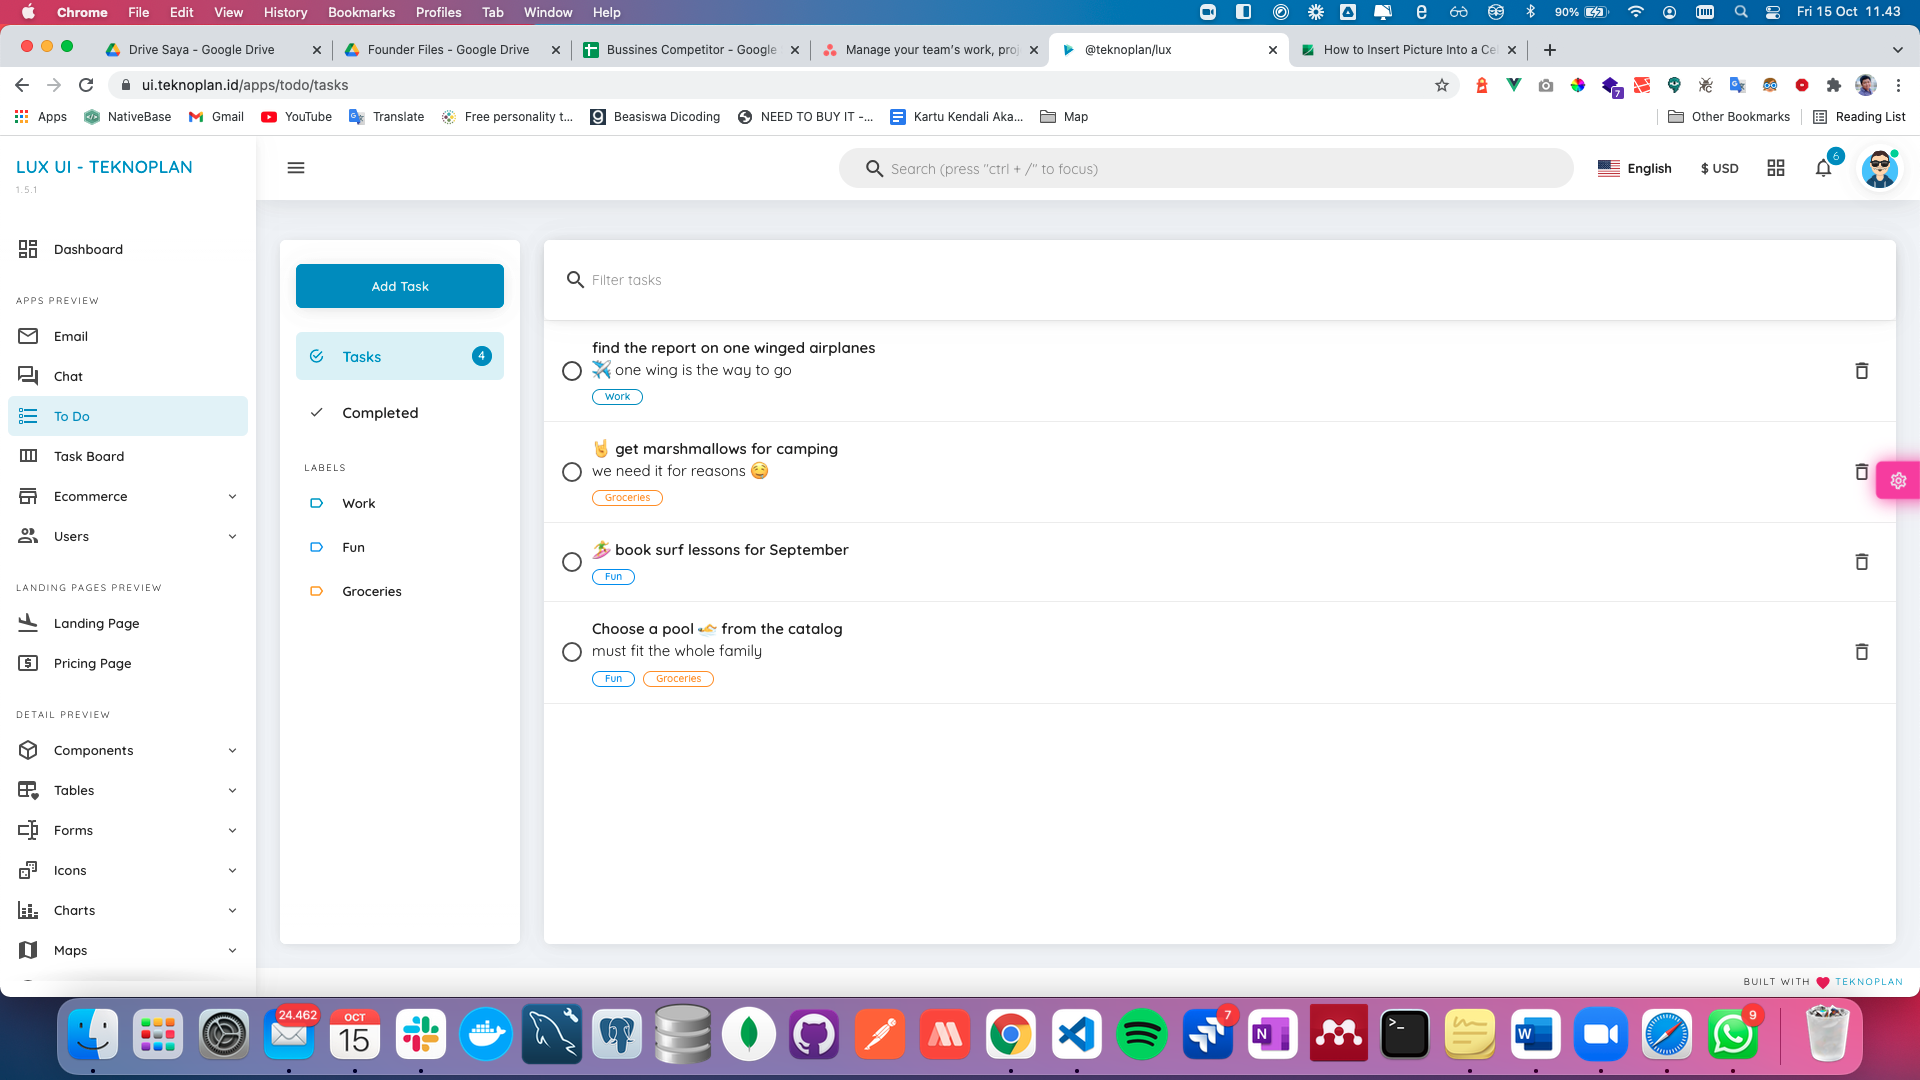 Chrome File Edit View History Bookmarks Profiles Tab Window Help
90% Fri 15 Oct 11.43
Drive Saya - Google Drive
Founder Files - Google Drive
Bussines Competitor - Google
Manage your team's work, proj
@teknoplan/lux
How to Insert Picture Into a Ce
ui.teknoplan.id/apps/todo/tasks
7
Apps NativeBase Gmail YouTube Translate Free personality t... Beasiswa Dicoding NEED TO BUY IT -... Kartu Kendali Aka... Map Other Bookmarks Reading List
LUX UI - TEKNOPLAN
1.5.1
Search (press "ctrl + /" to focus)
English
$ USD
6
Dashboard
APPS PREVIEW
Email
Chat
To Do
Task Board
Ecommerce
Users
LANDING PAGES PREVIEW
Landing Page
Pricing Page
DETAIL PREVIEW
Components
Tables
Forms
Icons
Charts
Maps
Add Task
Tasks 4
Completed
LABELS
Work
Fun
Groceries
Filter tasks
find the report on one winged airplanes
✈️ one wing is the way to go
Work
🤘 get marshmallows for camping
we need it for reasons 🤤
Groceries
🏄 book surf lessons for September
Fun
Choose a pool 🏊 from the catalog
must fit the whole family
Fun Groceries
BUILT WITH ❤ TEKNOPLAN
24.462
OCT
15
7
N
W
9